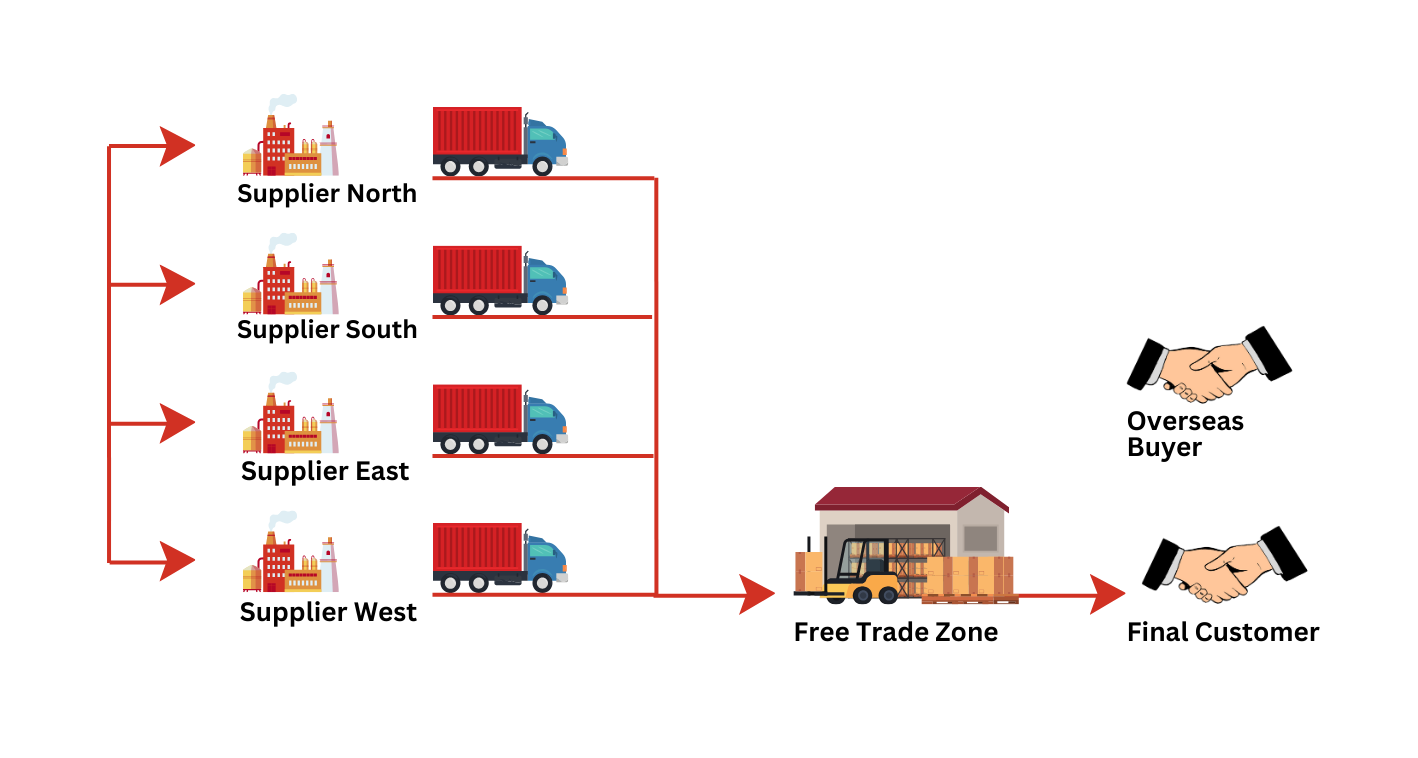 Supplier North
Supplier South
Supplier East
Supplier West
Overseas
Buyer
Free Trade Zone
Final Customer